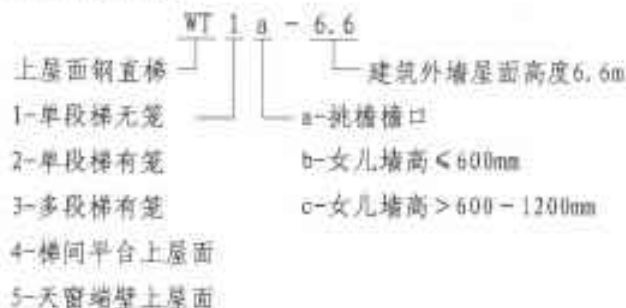 WT 1 a - 6.6
上屋面钢直梯
建筑外墙屋面高度6.6m
1-单段梯无笼
a-挑檐檐口
2-单段梯有笼
b-女儿墙高≤600mm
3-多段梯有笼
c-女儿墙高>600-1200mm
4-梯间平台上屋面
5-天窗端壁上屋面